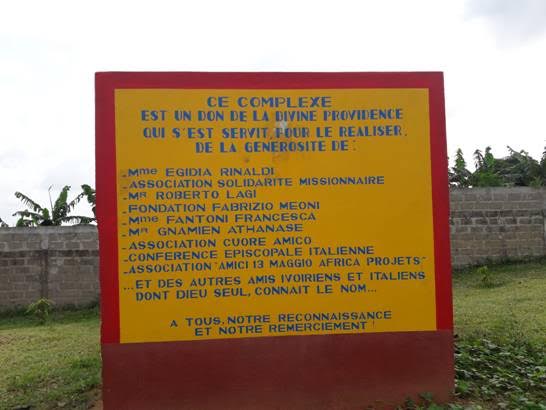 CE COMPLEXE
EST UN DON DE LA DIVINE PROVIDENCE
QUI S'EST SERVIT, POUR LE REALISER,
DE LA GENEROSITE DE :
-Mme EGIDIA RINALDI
-ASSOCIATION SOLIDARITE MISSIONNAIRE
-MR ROBERTO LAGI
-FONDATION FABRIZIO MEONI
-Mme FANTONI FRANCESCA
-MR GNAMIEN ATHANASE
-ASSOCIATION CUORE AMICO
-CONFERENCE EPISCOPALE ITALIENNE
-ASSOCIATION "AMICI 13 MAGGIO AFRICA PROJETS"
...ET DES AUTRES AMIS IVOIRIENS ET ITALIENS
DONT DIEU SEUL, CONNAIT LE NOM...
A TOUS, NOTRE RECONNAISSANCE
ET NOTRE REMERCIEMENT !